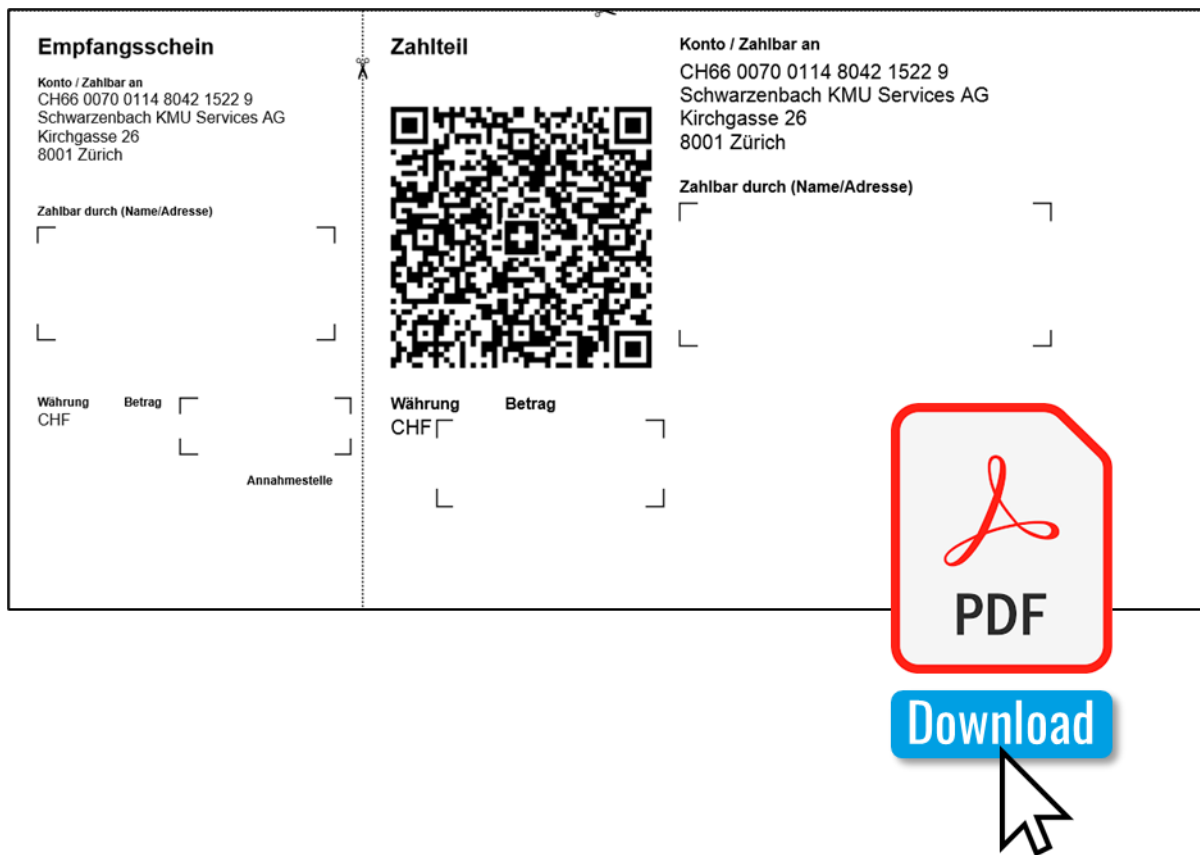 Empfangsschein
Konto / Zahlbar an
CH66 0070 0114 8042 1522 9
Schwarzenbach KMU Services AG
Kirchgasse 26
8001 Zürich
Zahlbar durch (Name/Adresse)
Währung Betrag
CHF
Annahmestelle
Zahlteil
Währung Betrag
CHF
Konto / Zahlbar an
CH66 0070 0114 8042 1522 9
Schwarzenbach KMU Services AG
Kirchgasse 26
8001 Zürich
Zahlbar durch (Name/Adresse)
PDF
Download